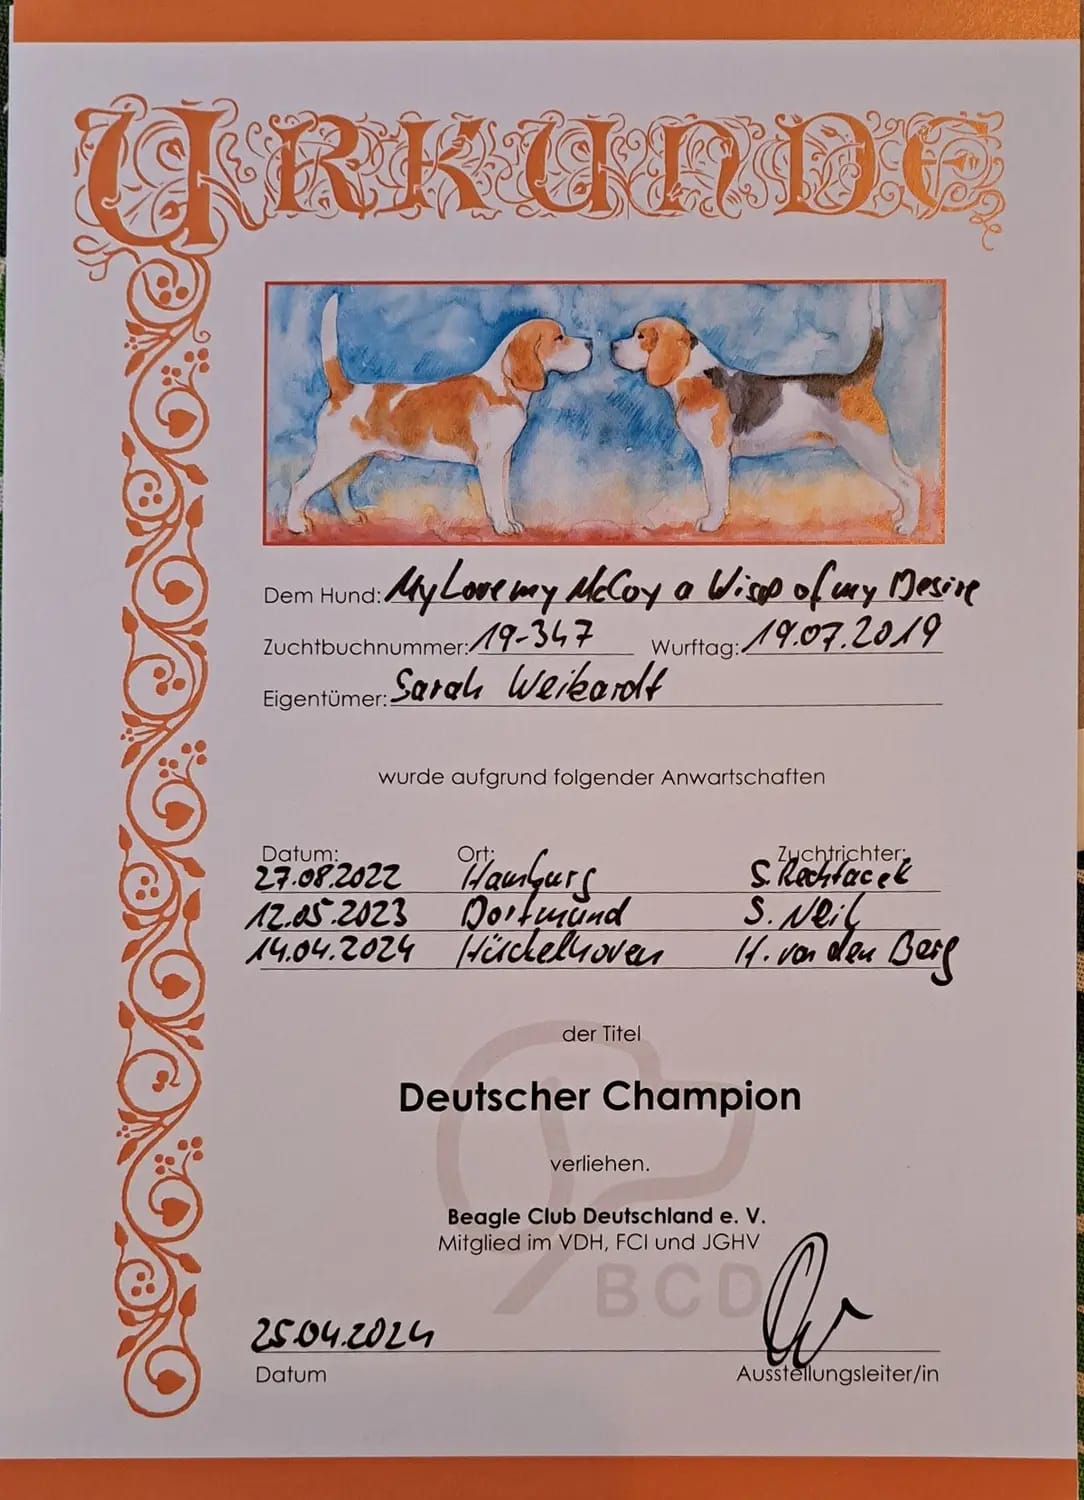 URKUNDE
Dem Hund: My Love my McCoy a Wisp of my Desire
Zuchtbuchnummer: 19-347 Wurftag: 19.07.2019
Eigentümer: Sarah Weikardt
wurde aufgrund folgender Anwartschaften
Datum: Ort: Zuchtrichter:
27.08.2022 Hamburg S.
12.05.2023 Dortmund S. Neil
14.04.2024 Hückelhoven H. von den Berg
der Titel
Deutscher Champion
verliehen.
Beagle Club Deutschland e. V.
Mitglied im VDH, FCI und JGHV
BCD
25.04.2024
Datum Ausstellungsleiter/in